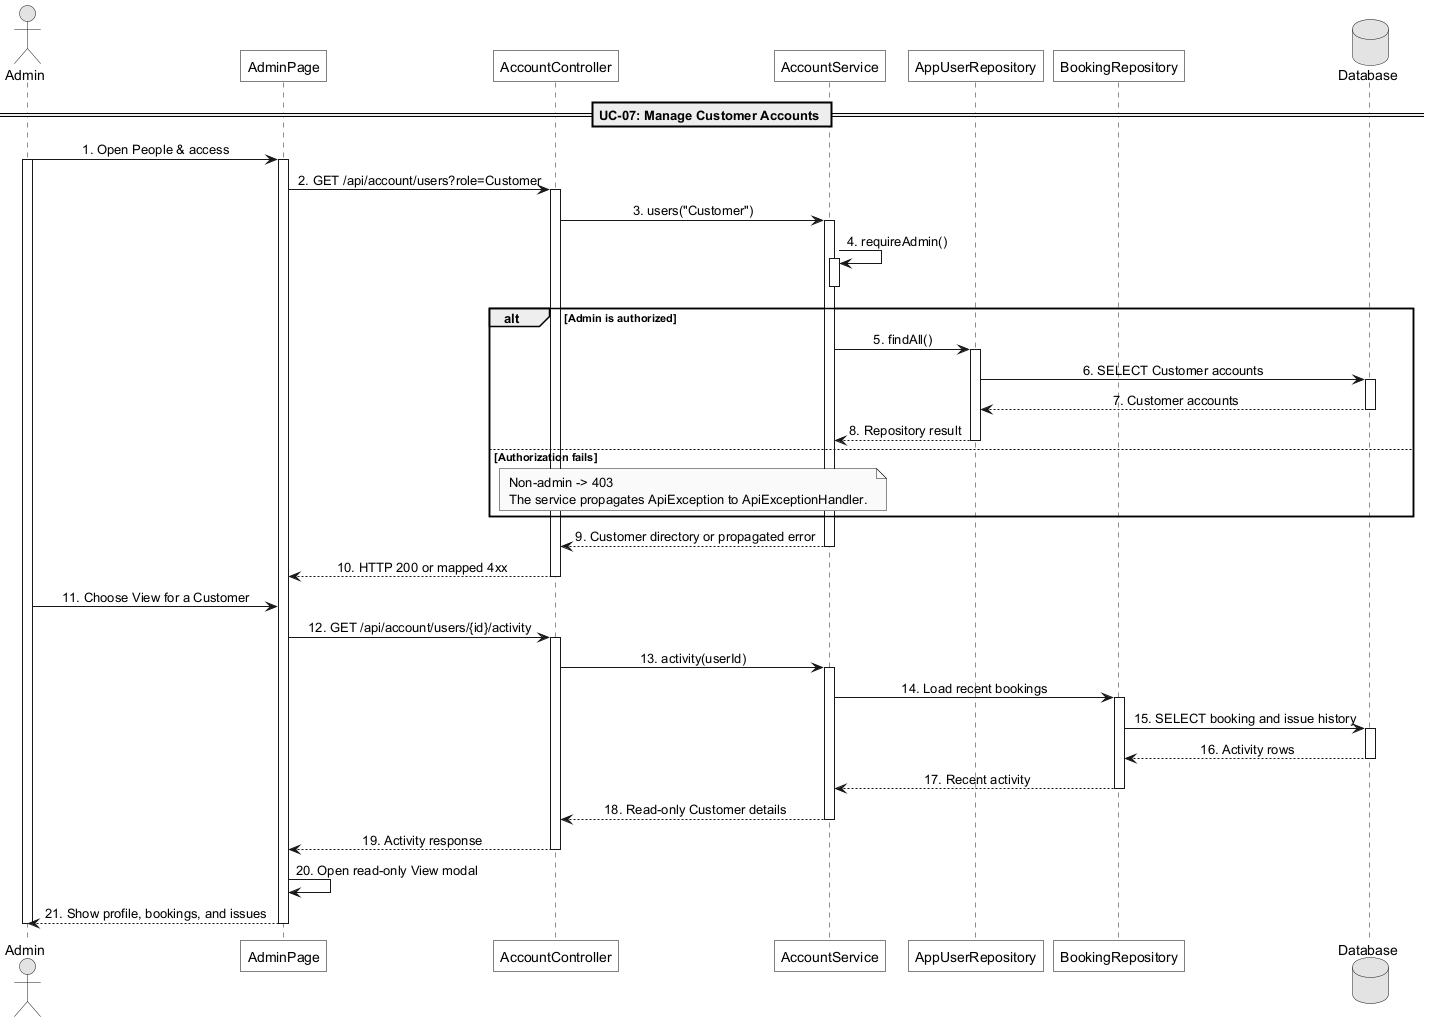 Admin
AdminPage
AccountController
AccountService
AppUserRepository
BookingRepository
Database
UC-07: Manage Customer Accounts
1. Open People & access
2. GET /api/account/users?role=Customer
3. users("Customer")
4. requireAdmin()
alt
[Admin is authorized]
5. findAll()
6. SELECT Customer accounts
7. Customer accounts
8. Repository result
[Authorization fails]
Non-admin -> 403
The service propagates ApiException to ApiExceptionHandler.
9. Customer directory or propagated error
10. HTTP 200 or mapped 4xx
11. Choose View for a Customer
12. GET /api/account/users/{id}/activity
13. activity(userId)
14. Load recent bookings
15. SELECT booking and issue history
16. Activity rows
17. Recent activity
18. Read-only Customer details
19. Activity response
20. Open read-only View modal
21. Show profile, bookings, and issues
Admin
AdminPage
AccountController
AccountService
AppUserRepository
BookingRepository
Database